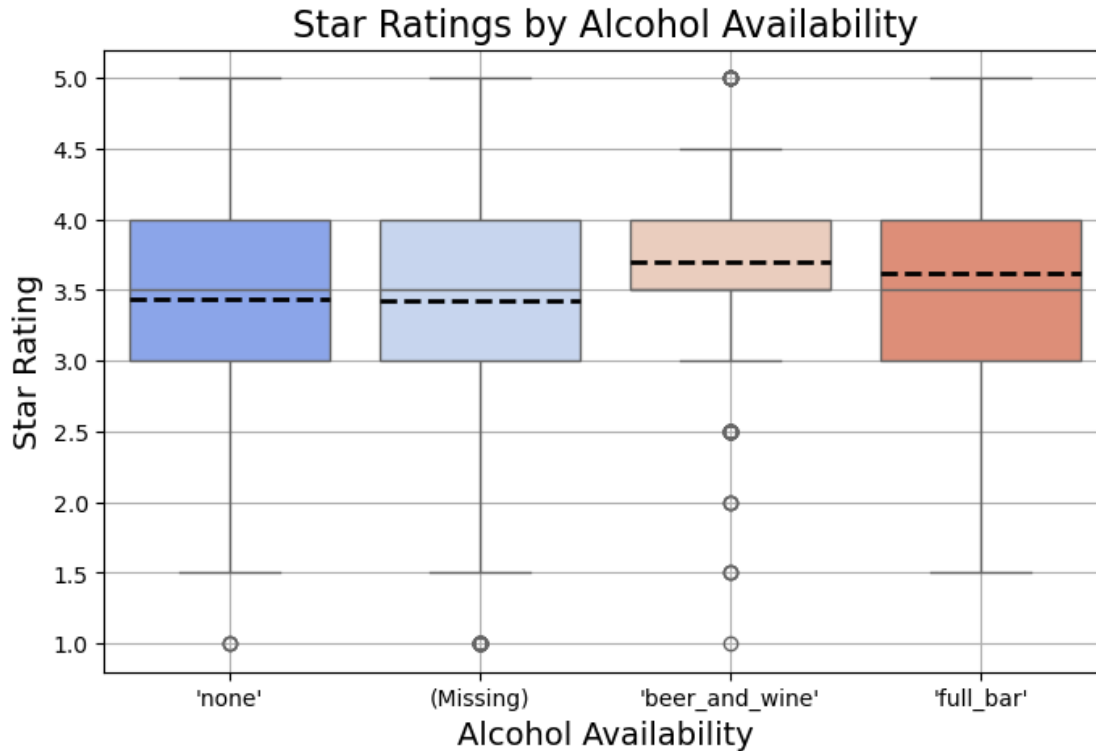 Star Ratings by Alcohol Availability
Star Rating
5.0
4.5
4.0
3.5
3.0
2.5
2.0
1.5
1.0
'none' (Missing) 'beer_and_wine' 'full_bar'
Alcohol Availability